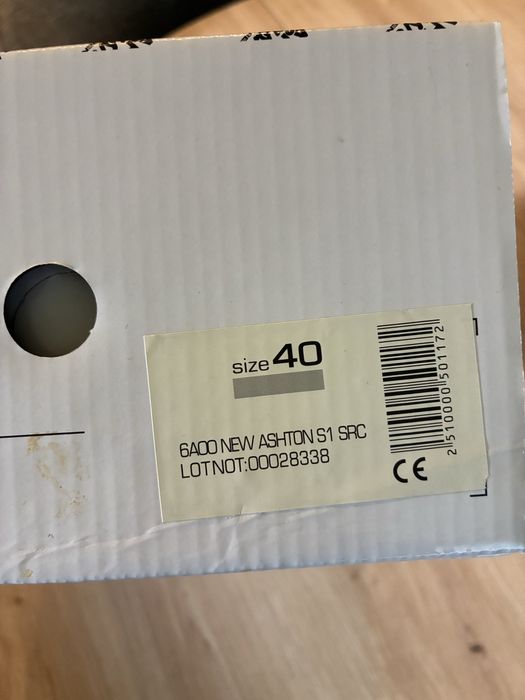 size 40
6A00 NEW ASHTON S1 SRC
LOTNOT:00028338
2510000501172
CE